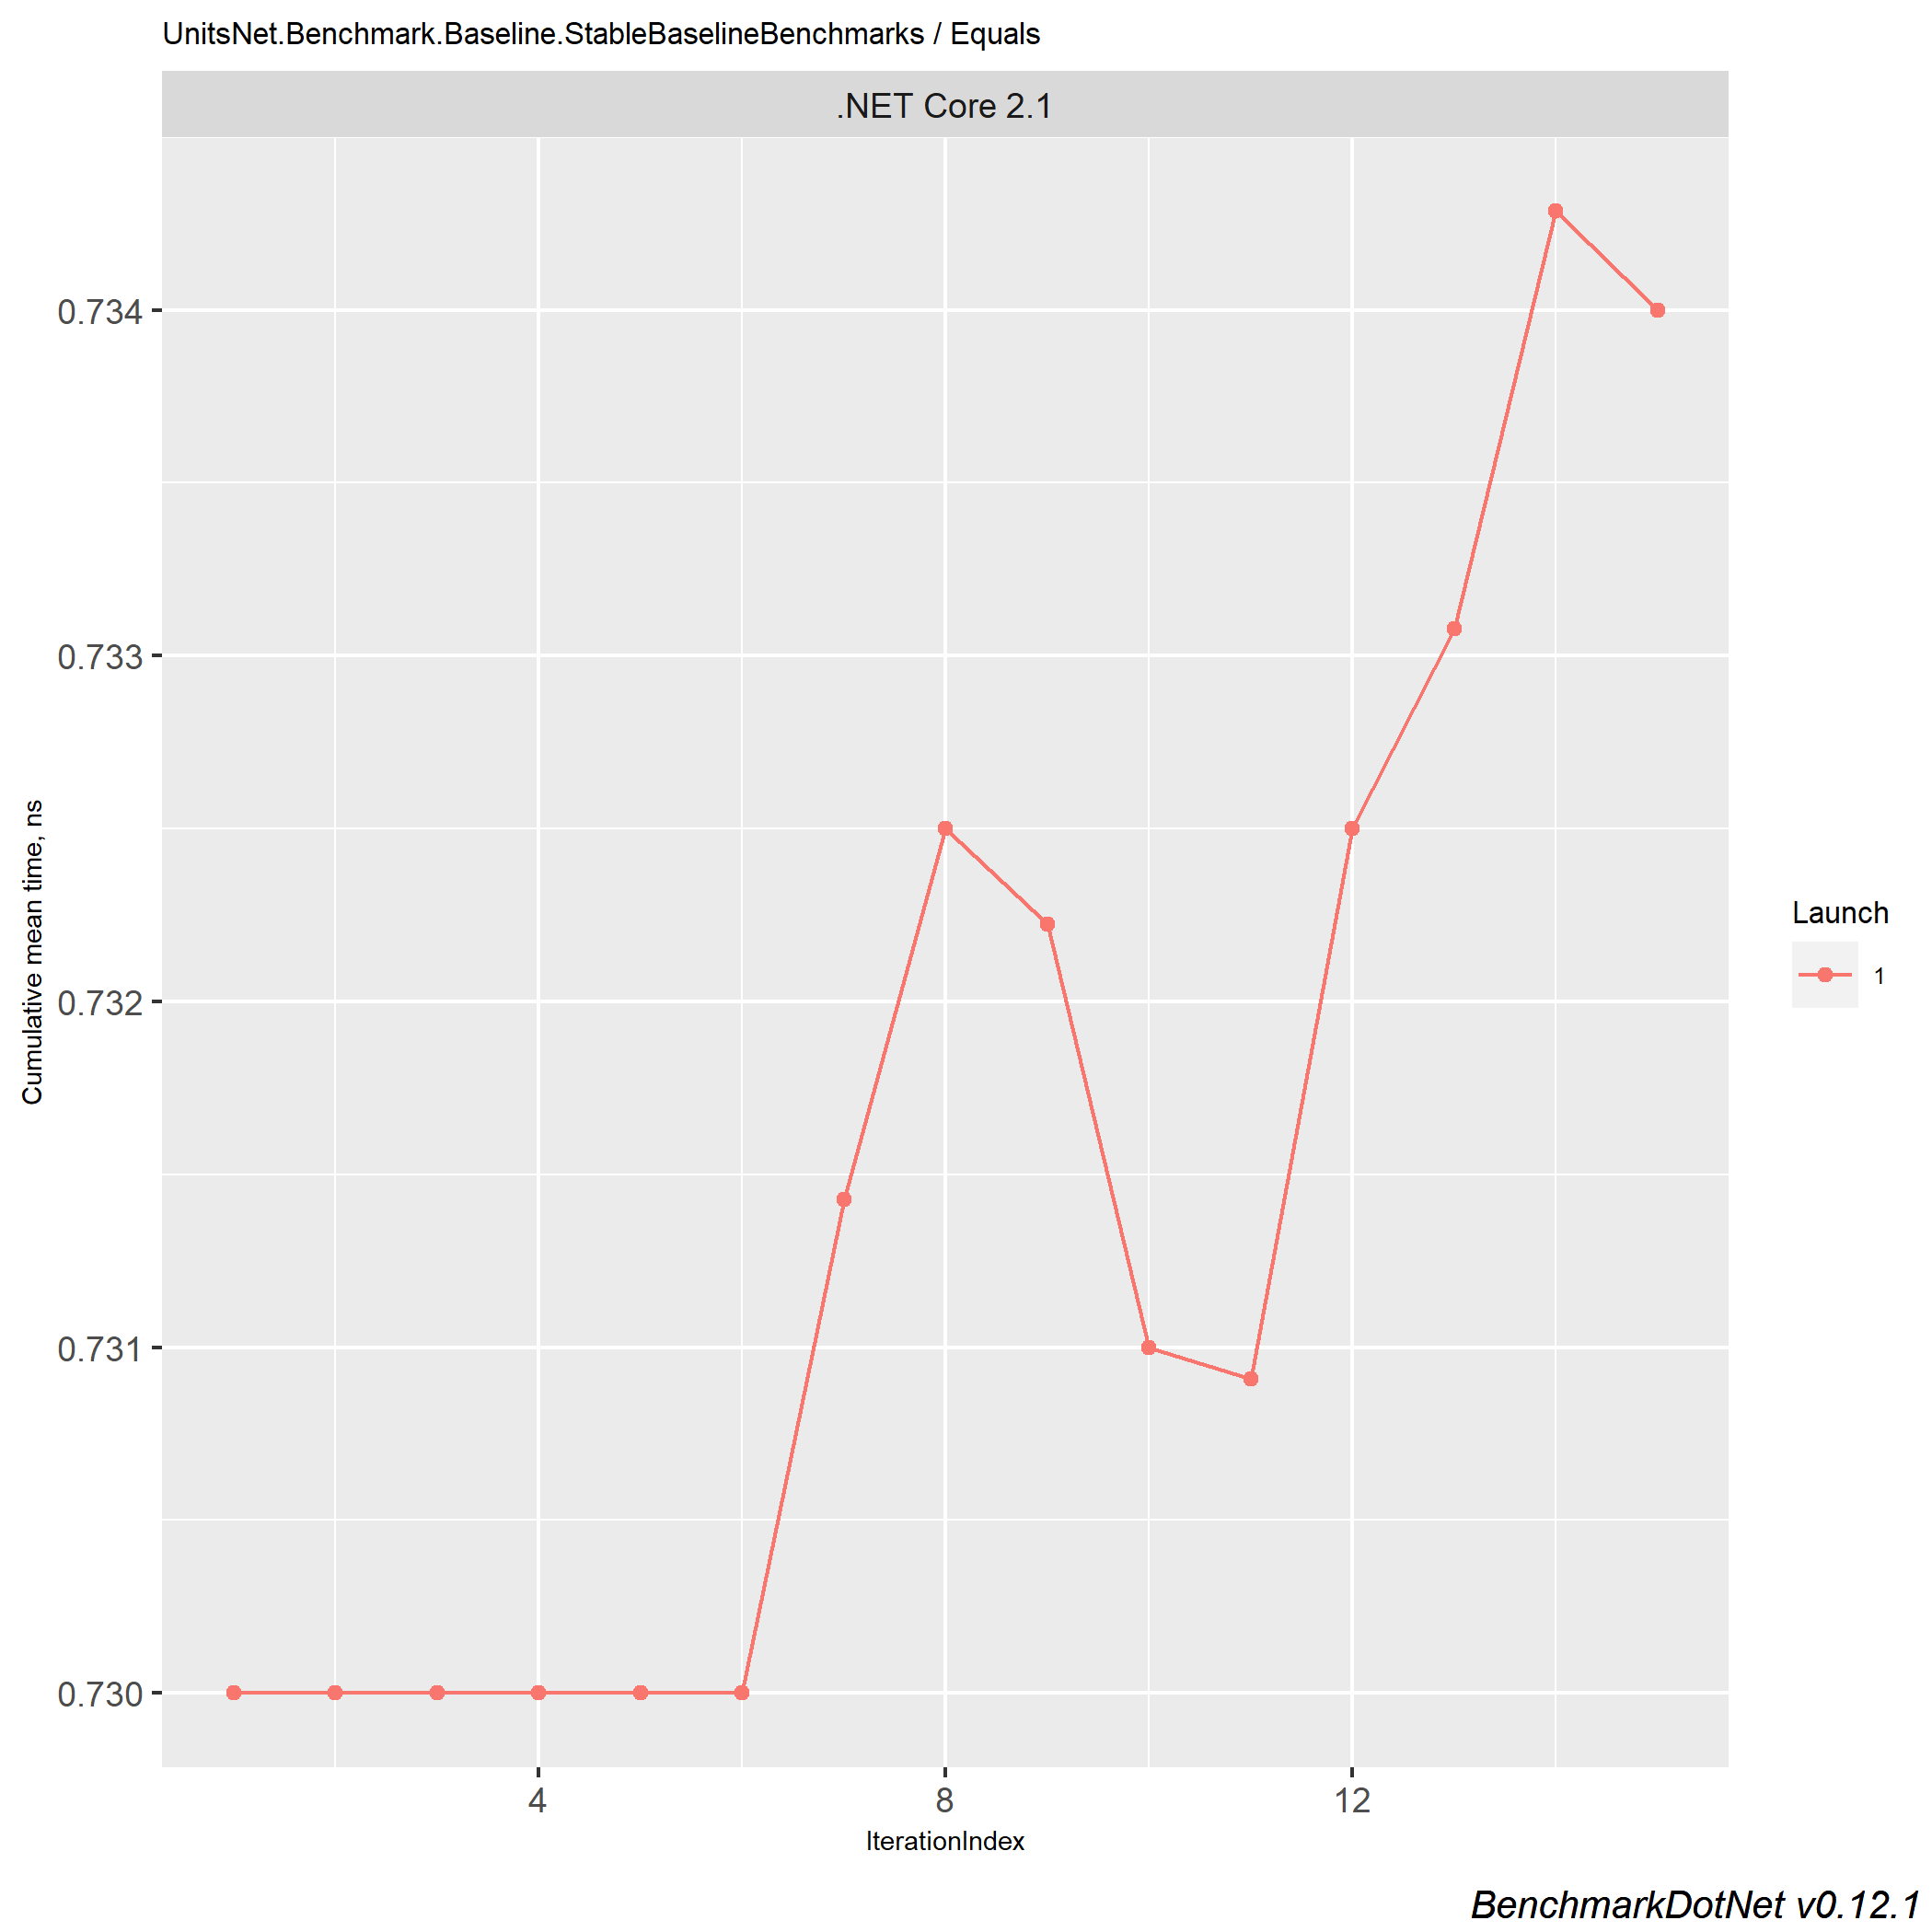 UnitsNet.Benchmark.Baseline.StableBaselineBenchmarks / Equals
.NET Core 2.1
Cumulative mean time, ns
0.734
0.733
0.732
0.731
0.730
4 8 12
IterationIndex
Launch
1
BenchmarkDotNet v0.12.1